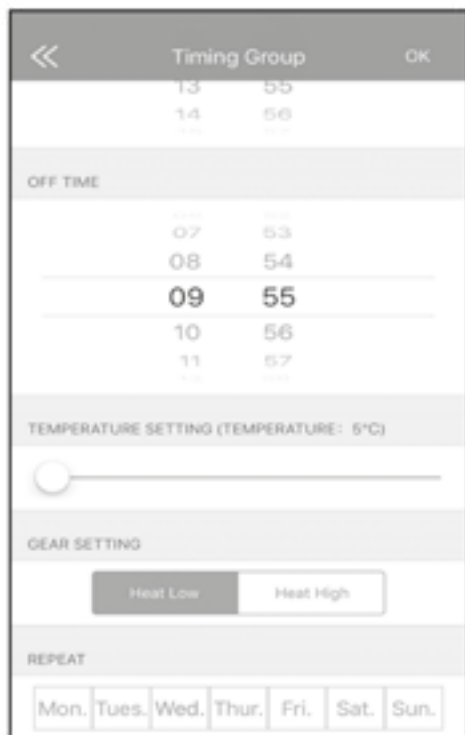 Timing Group OK
13 55
14 56
OFF TIME
07 53
08 54
09 55
10 56
11 57
TEMPERATURE SETTING (TEMPERATURE: 5°C)
GEAR SETTING
Heat Low Heat High
REPEAT
Mon. Tues. Wed. Thur. Fri. Sat. Sun.